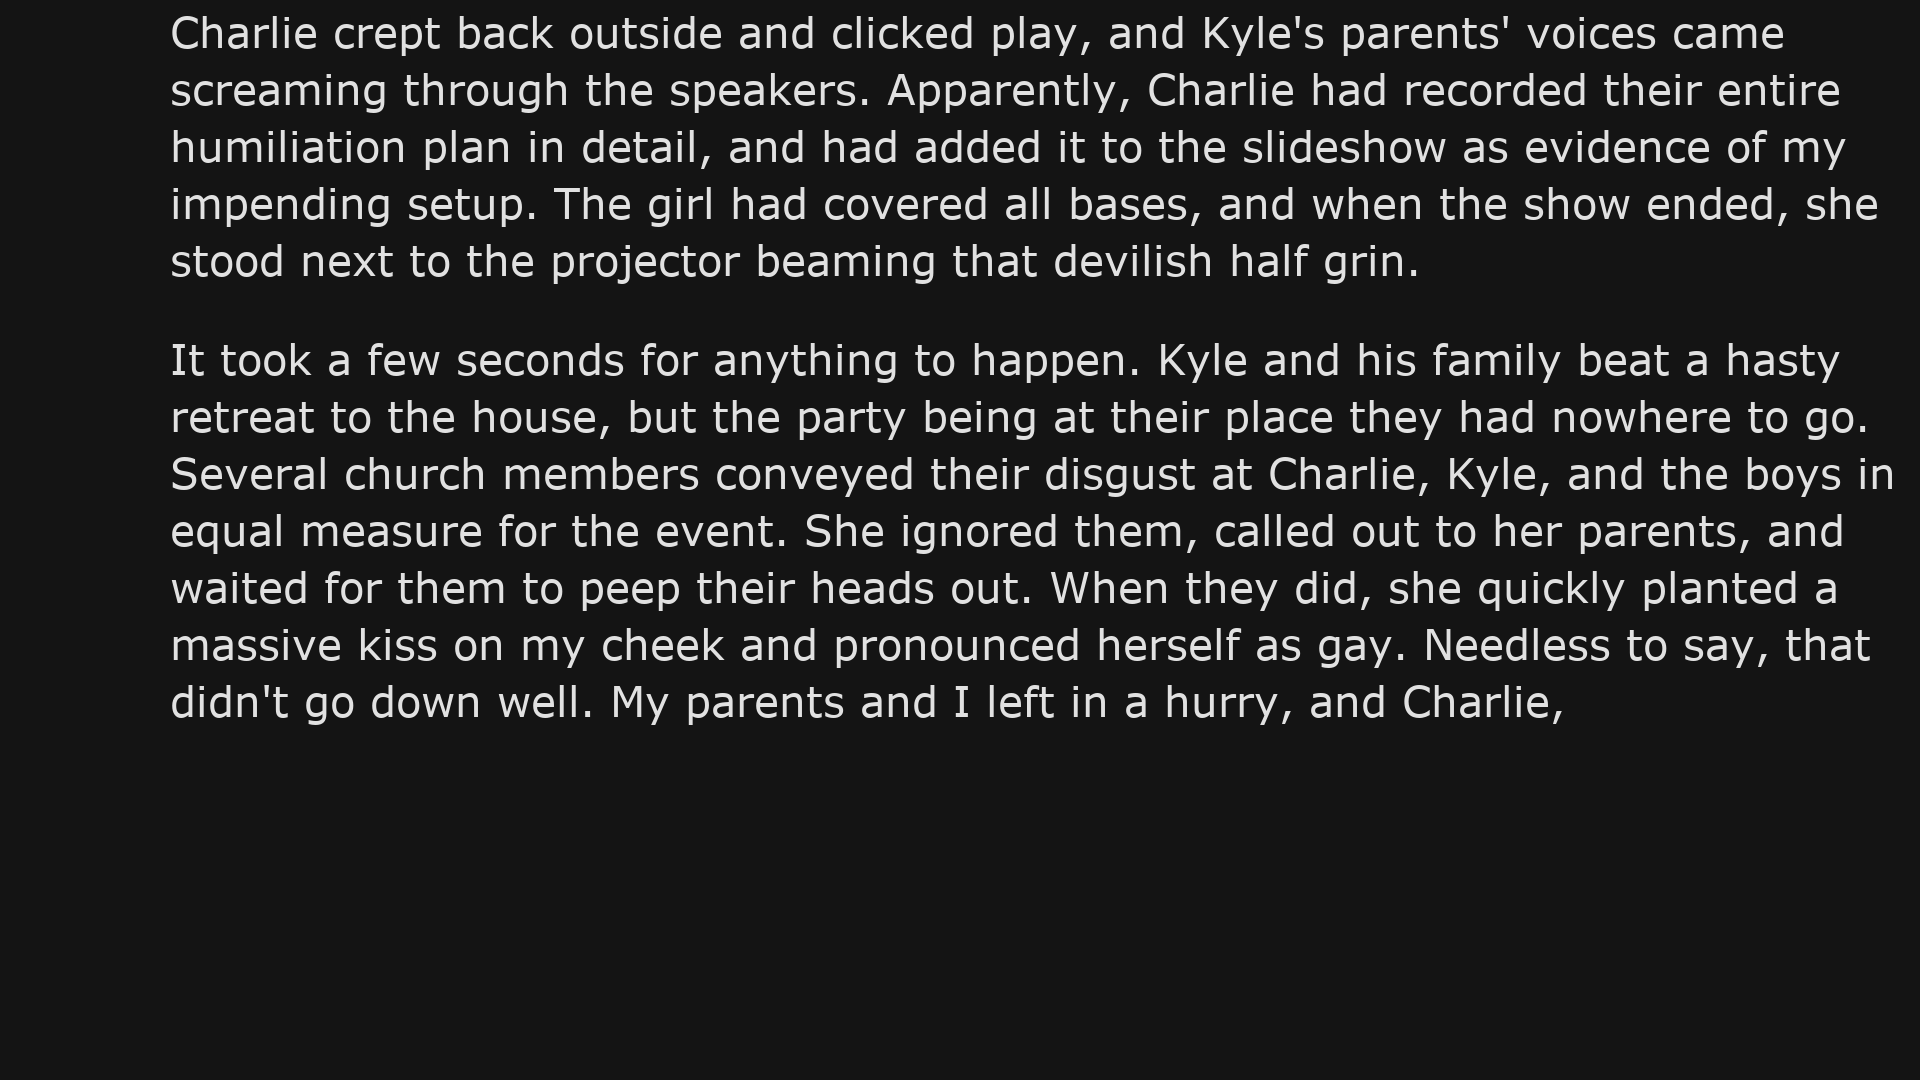 Charlie crept back outside and clicked play, and Kyle's parents' voices came
screaming through the speakers. Apparently, Charlie had recorded their entire
humiliation plan in detail, and had added it to the slideshow as evidence of my
impending setup. The girl had covered all bases, and when the show ended, she
stood next to the projector beaming that devilish half grin.
It took a few seconds for anything to happen. Kyle and his family beat a hasty
retreat to the house, but the party being at their place they had nowhere to go.
Several church members conveyed their disgust at Charlie, Kyle, and the boys in
equal measure for the event. She ignored them, called out to her parents, and
waited for them to peep their heads out. When they did, she quickly planted a
massive kiss on my cheek and pronounced herself as gay. Needless to say, that
didn't go down well. My parents and I left in a hurry, and Charlie,